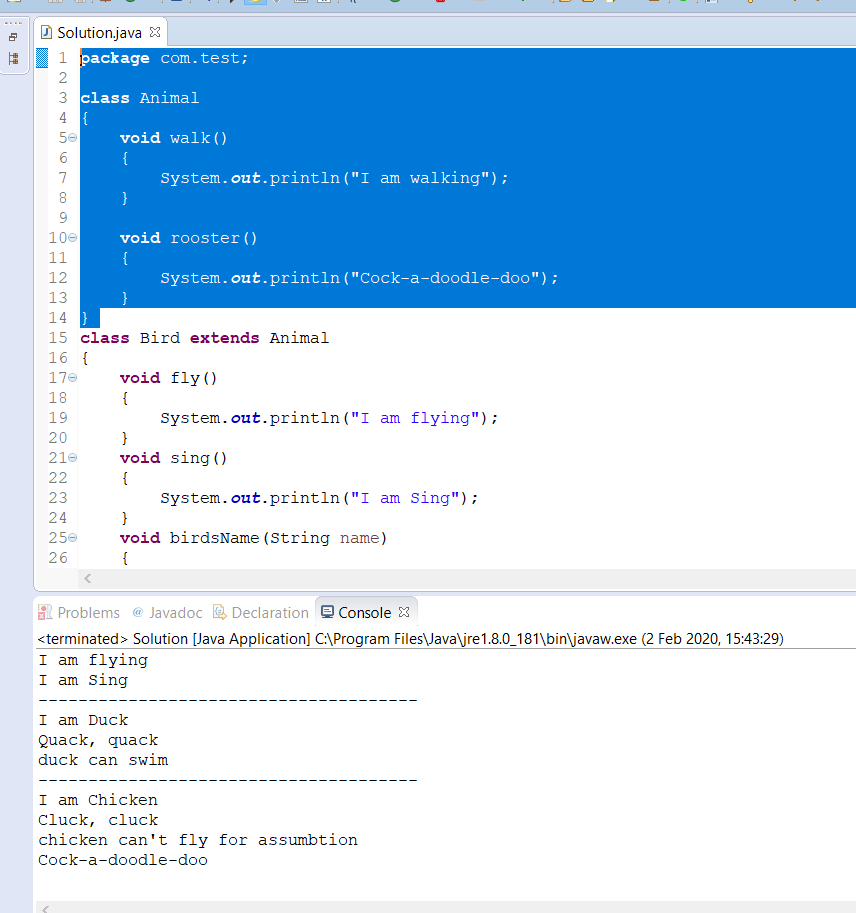 Solution.java
1 package com.test;
2
3 class Animal
4 {
5 void walk()
6 {
7 System.out.println("I am walking");
8 }
9
10 void rooster()
11 {
12 System.out.println("Cock-a-doodle-doo");
13 }
14 }
15 class Bird extends Animal
16 {
17 void fly()
18 {
19 System.out.println("I am flying");
20 }
21 void sing()
22 {
23 System.out.println("I am Sing");
24 }
25 void birdsName(String name)
26 {
Problems @ Javadoc Declaration Console
<terminated> Solution [Java Application] C:\Program Files\Java\jre1.8.0_181\bin\javaw.exe (2 Feb 2020, 15:43:29)
I am flying
I am Sing
--------------------------------------
I am Duck
Quack, quack
duck can swim
--------------------------------------
I am Chicken
Cluck, cluck
chicken can't fly for assumbtion
Cock-a-doodle-doo